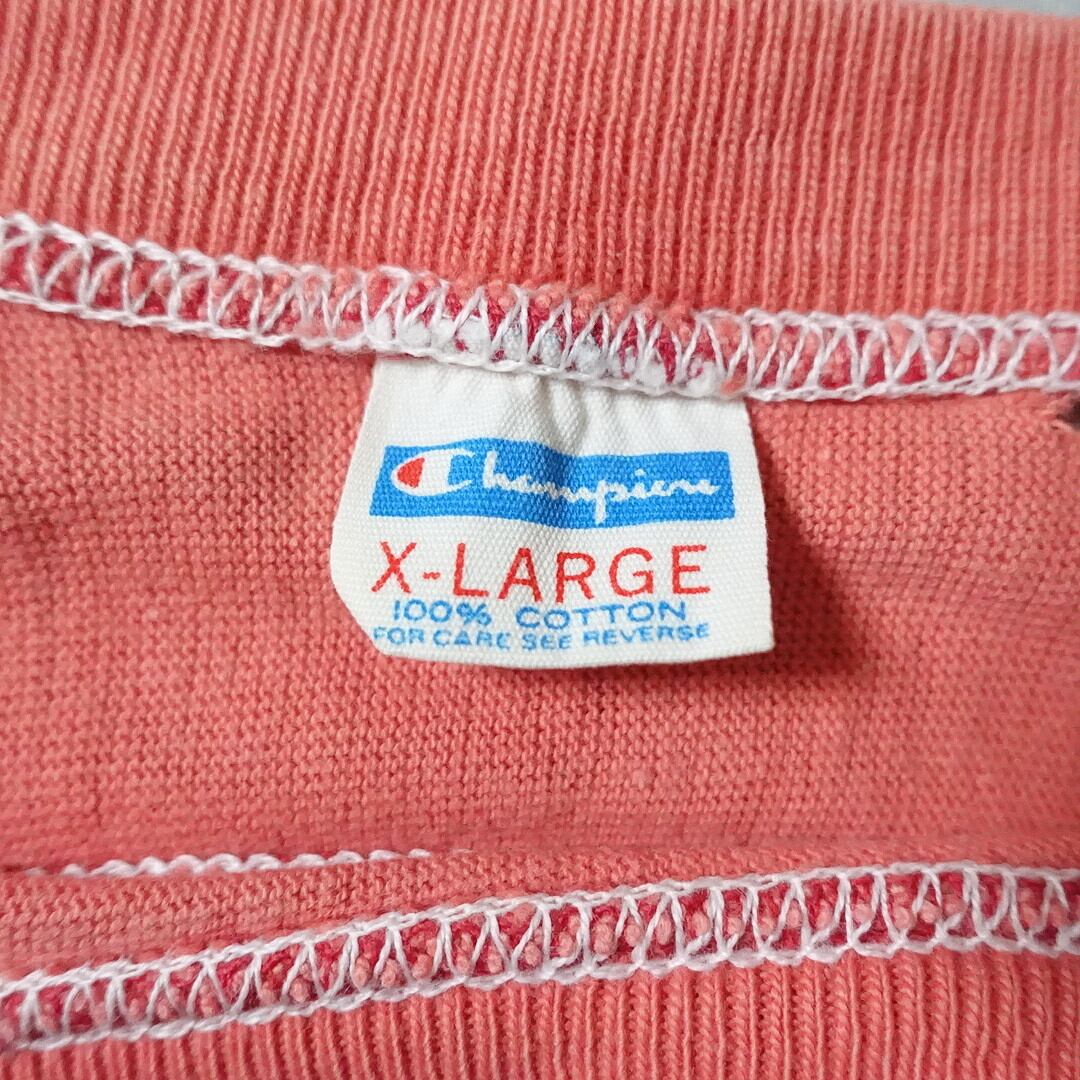 Champion
X-LARGE
100% COTTON
FOR CARE SEE REVERSE